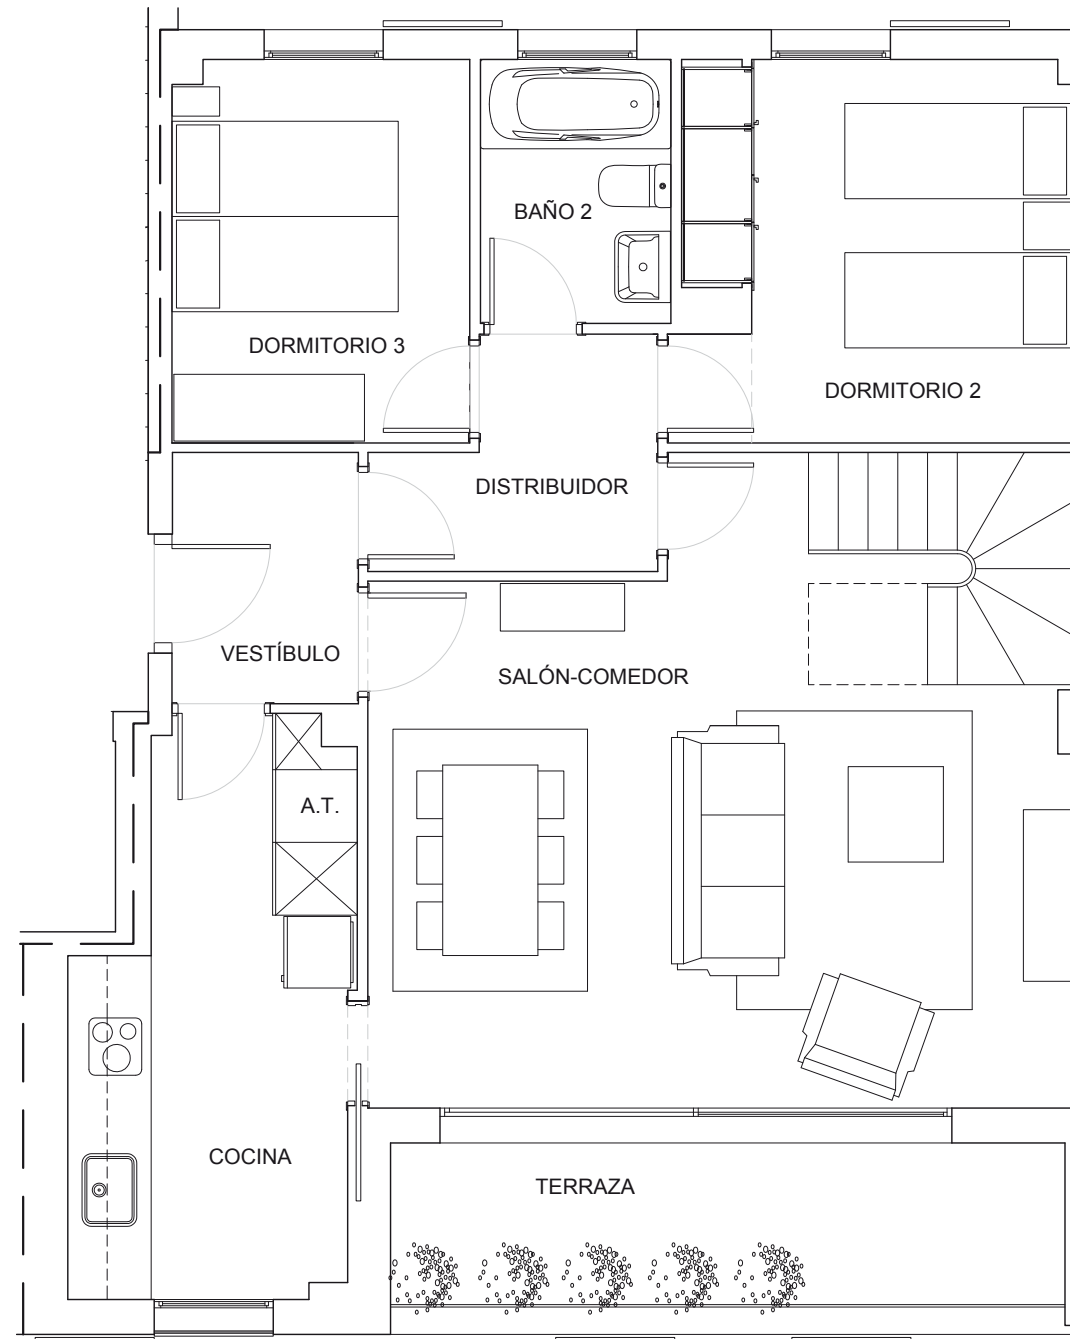 BAÑO 2
DORMITORIO 3
DORMITORIO 2
DISTRIBUIDOR
VESTÍBULO
SALÓN-COMEDOR
A.T.
COCINA
TERRAZA